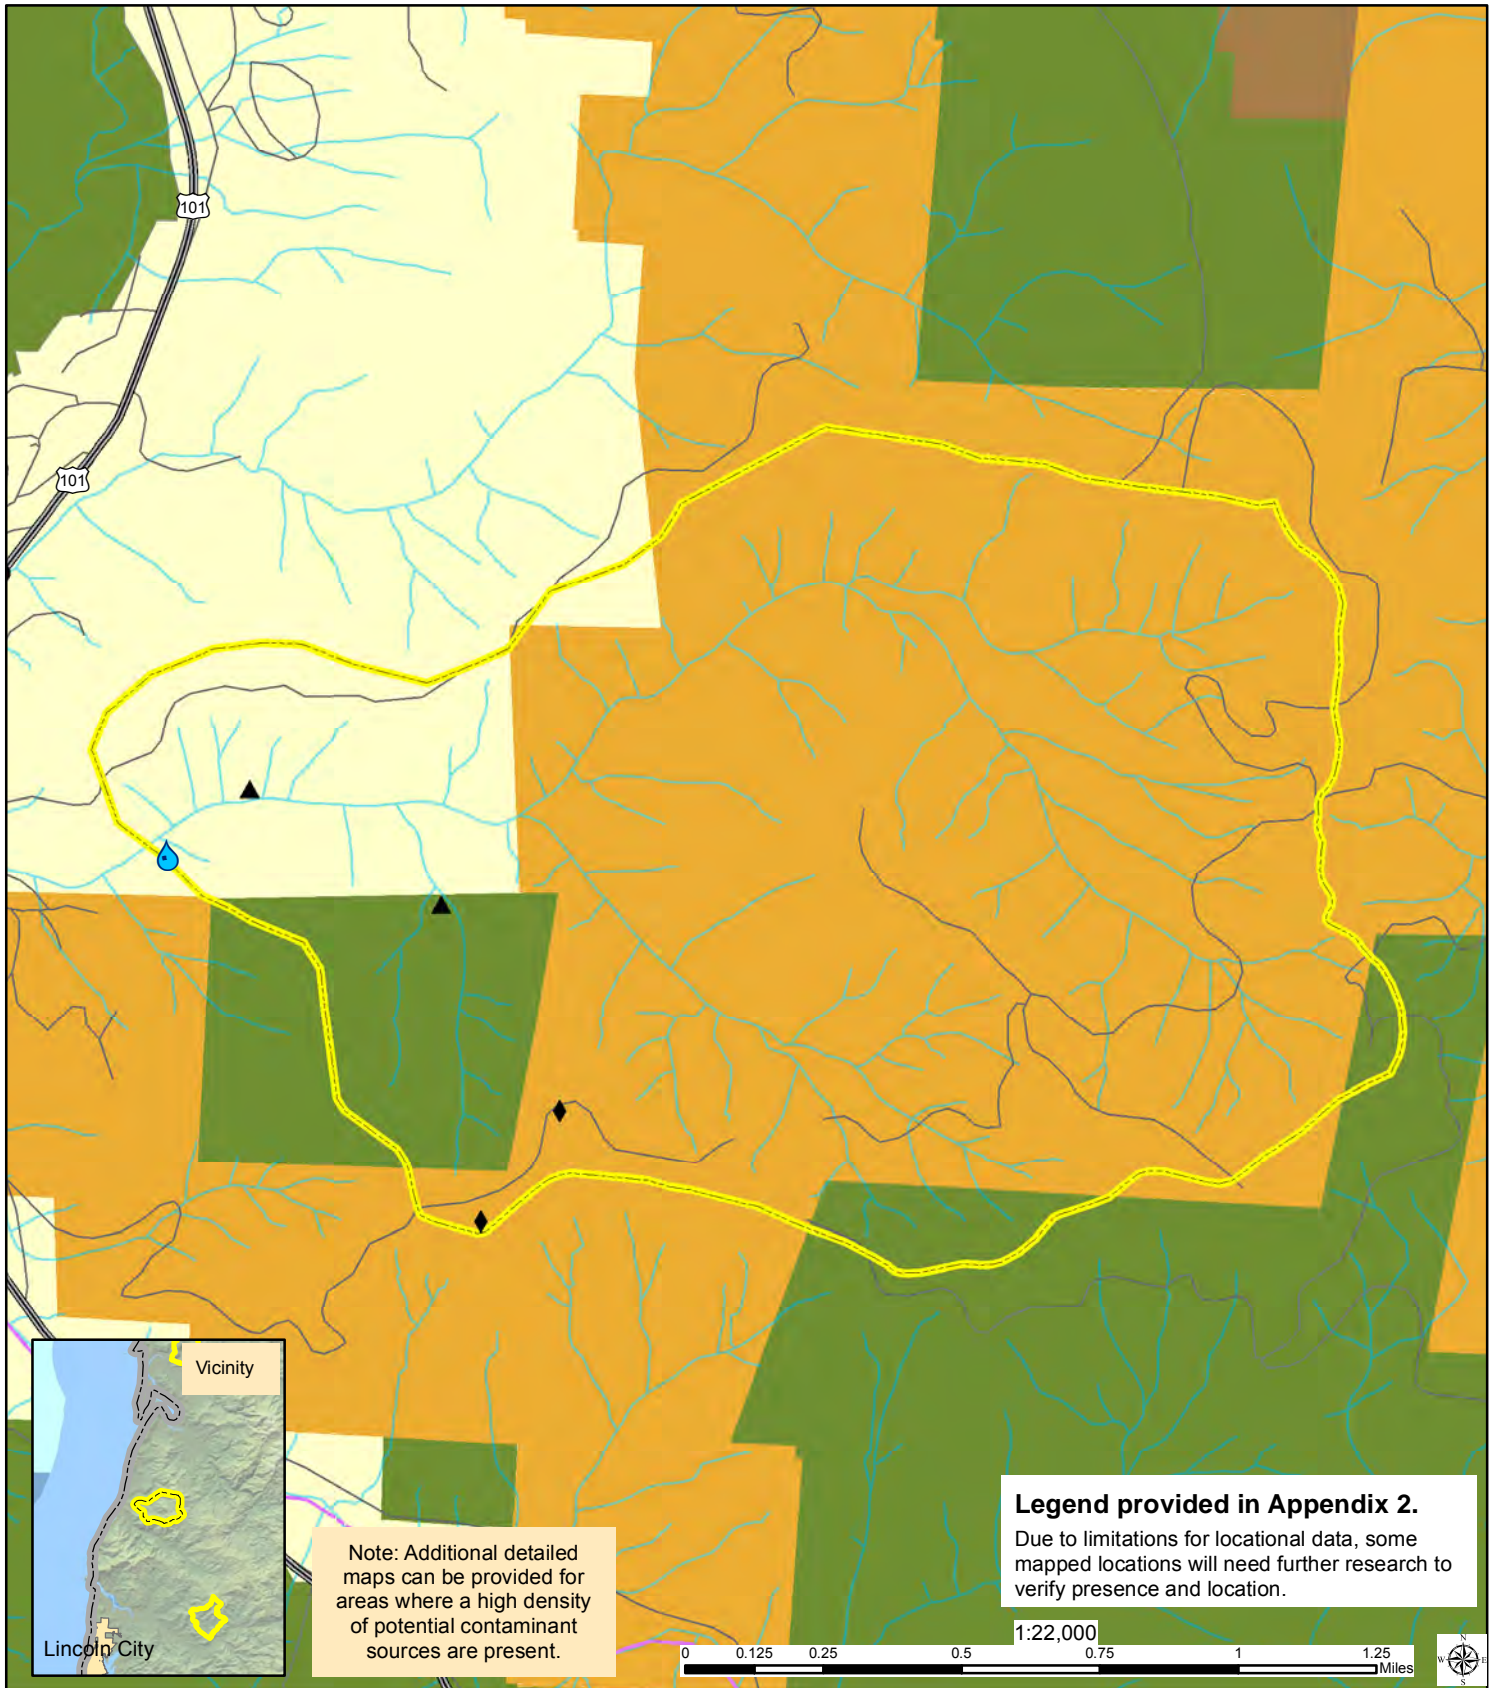 101
101
Vicinity
Lincoln City
Note: Additional detailed
maps can be provided for
areas where a high density
of potential contaminant
sources are present.
Legend provided in Appendix 2.
Due to limitations for locational data, some
mapped locations will need further research to
verify presence and location.
1:22,000
0 0.125 0.25 0.5 0.75 1 1.25
Miles
N
W E
S